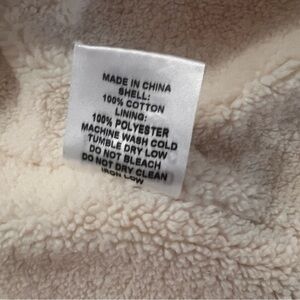 MADE IN CHINA
SHELL:
100% COTTON
LINING:
100% POLYESTER
MACHINE WASH COLD
TUMBLE DRY LOW
DO NOT BLEACH
DO NOT DRY CLEAN
IRON LOW